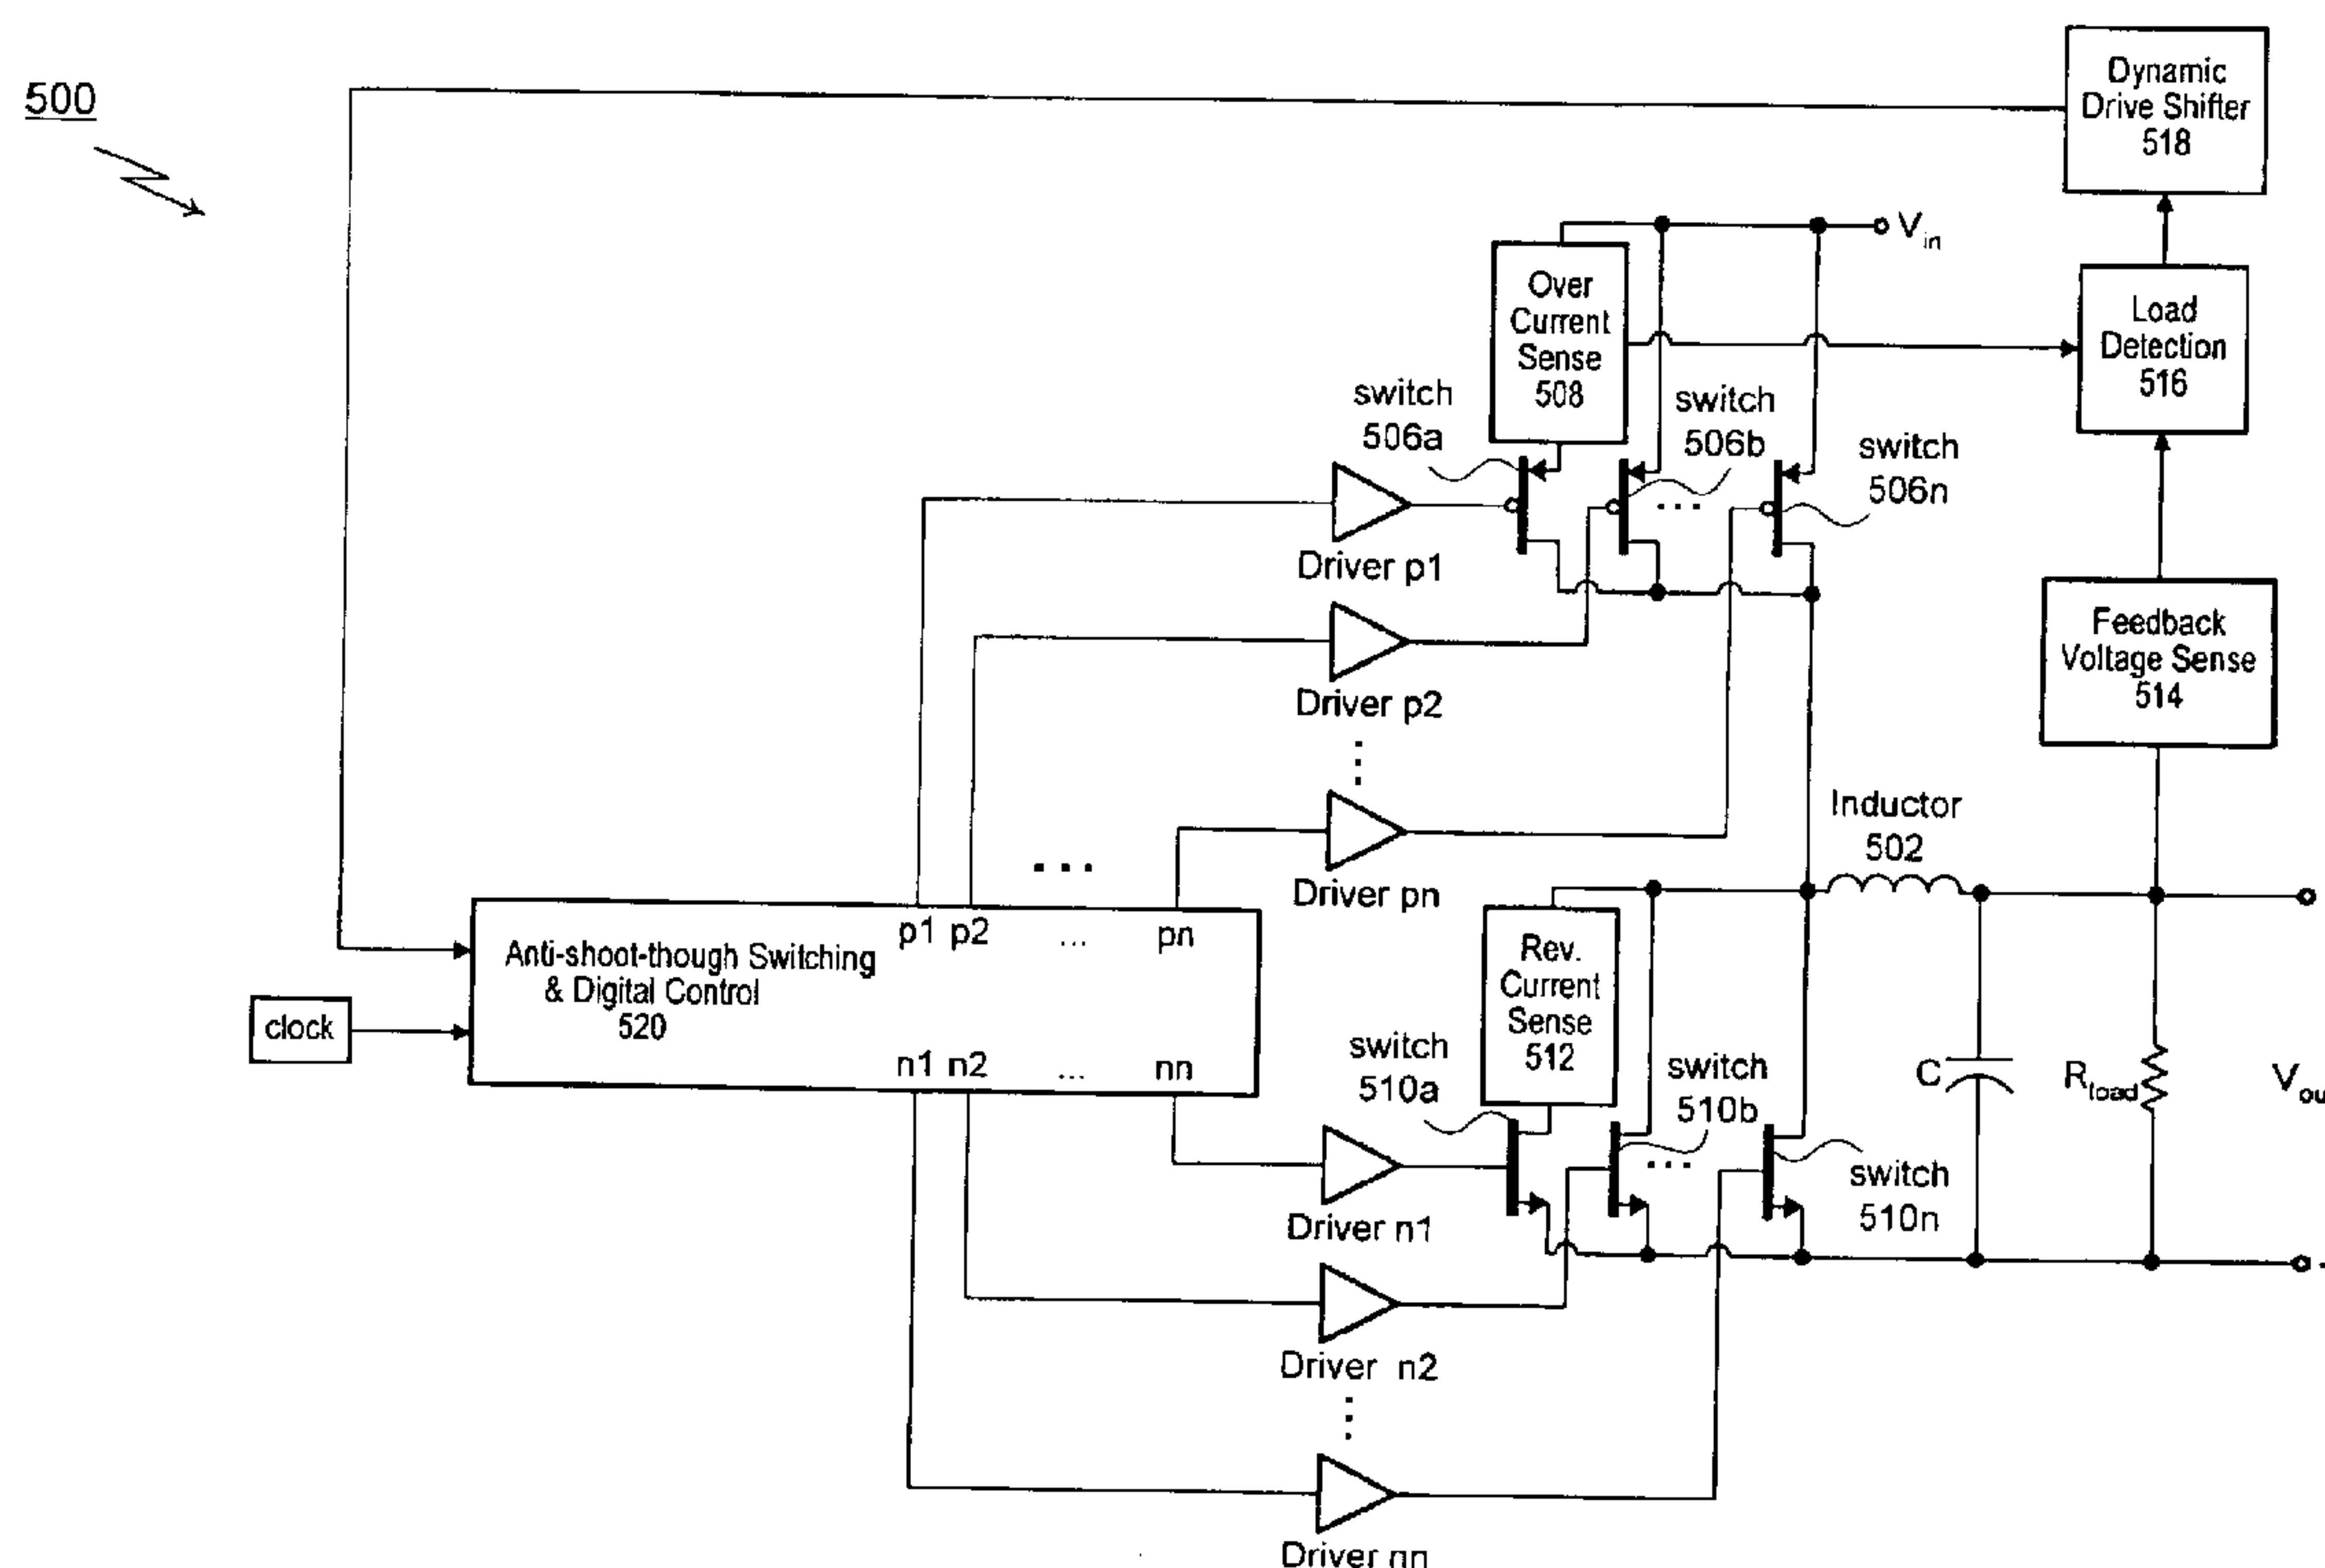 500
Dynamic
Drive Shifter
518
Vin
Over
Current
Sense
508
Load
Detection
516
switch
506a
switch
506b
switch
506n
...
Driver p1
Driver p2
Feedback
Voltage Sense
514
Inductor
502
...
Driver pn
p1 p2 ... pn
Anti-shoot-though Switching
& Digital Control
520
clock
n1 n2 ... nn
Rev.
Current
Sense
512
switch
510a
switch
510b
...
switch
510n
C
Rload
Vou
Driver n1
Driver n2
Driver nn